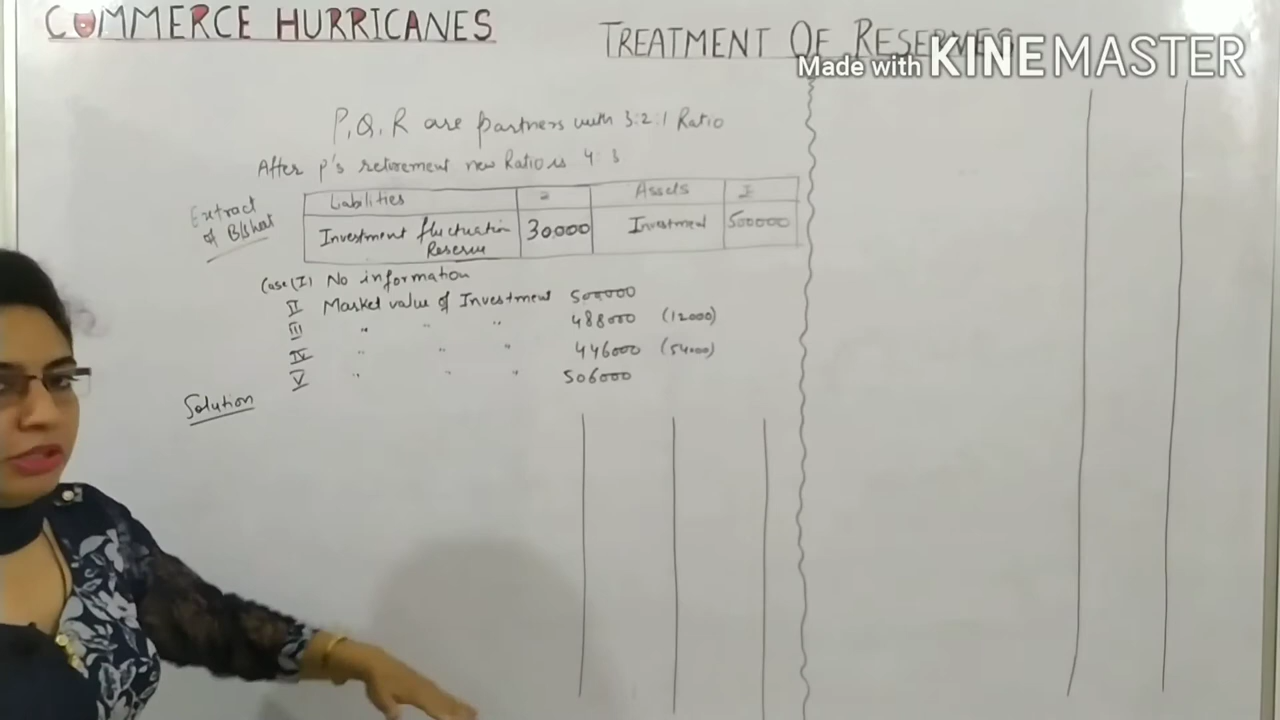 COMMERCE HURRICANES
TREATMENT OF RESERVES
Made with KINEMASTER
P, Q, R are partners with 3:2:1 Ratio
After P's retirement new Ratio is 4:3
Extract of B/Sheet
Liabilities Assets
Investment fluctuation Reserve 30000 Investment 500000
Case (I) No information
II Market value of Investment 500000
III " " " 488000 (12000)
IV " " " 446000 (54000)
V " " " 506000
Solution